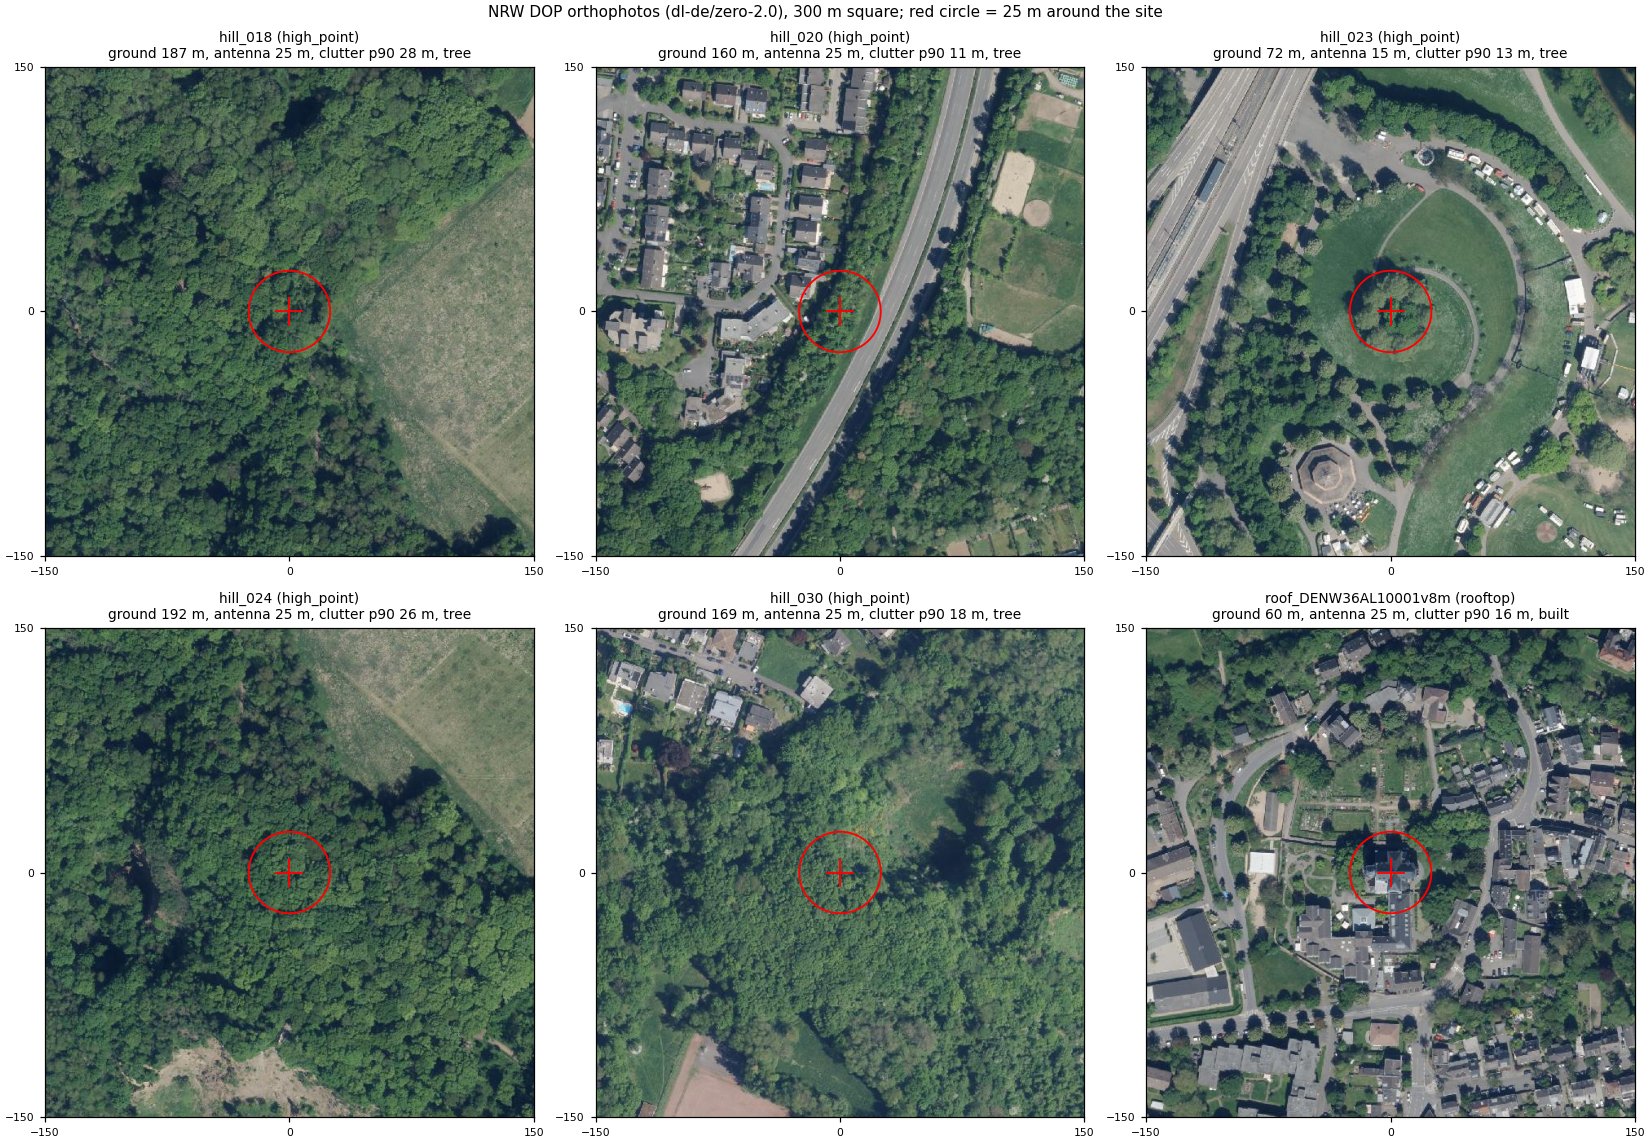 NRW DOP orthophotos (dl-de/zero-2.0), 300 m square; red circle = 25 m around the site
hill_018 (high_point)
ground 187 m, antenna 25 m, clutter p90 28 m, tree
150
0
−150
−150
0
150
hill_020 (high_point)
ground 160 m, antenna 25 m, clutter p90 11 m, tree
150
0
−150
−150
0
150
hill_023 (high_point)
ground 72 m, antenna 15 m, clutter p90 13 m, tree
150
0
−150
−150
0
150
hill_024 (high_point)
ground 192 m, antenna 25 m, clutter p90 26 m, tree
150
0
−150
−150
0
150
hill_030 (high_point)
ground 169 m, antenna 25 m, clutter p90 18 m, tree
150
0
−150
−150
0
150
roof_DENW36AL10001v8m (rooftop)
ground 60 m, antenna 25 m, clutter p90 16 m, built
150
0
−150
−150
0
150